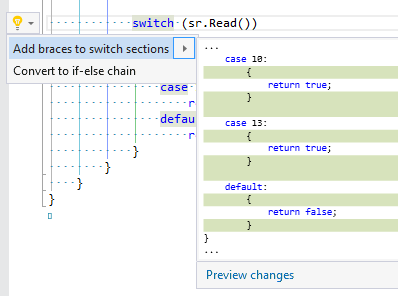 switch (sr.Read())
Add braces to switch sections
Convert to if-else chain
case
r
defau
r
}
}
}
}
...
case 10:
{
return true;
}
case 13:
{
return true;
}
default:
{
return false;
}
}
...
Preview changes